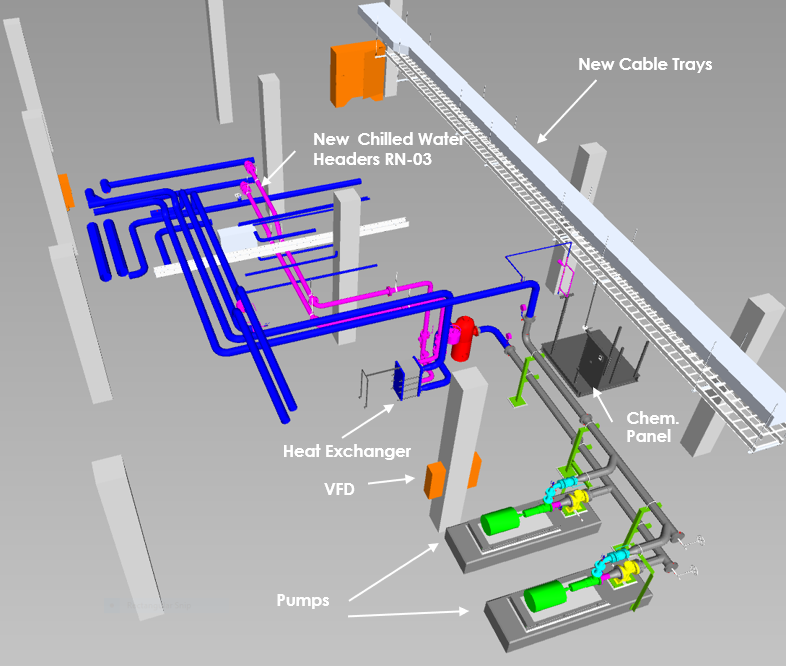 New Cable Trays
New Chilled Water
Headers RN-03
Chem.
Panel
Heat Exchanger
VFD
Pumps